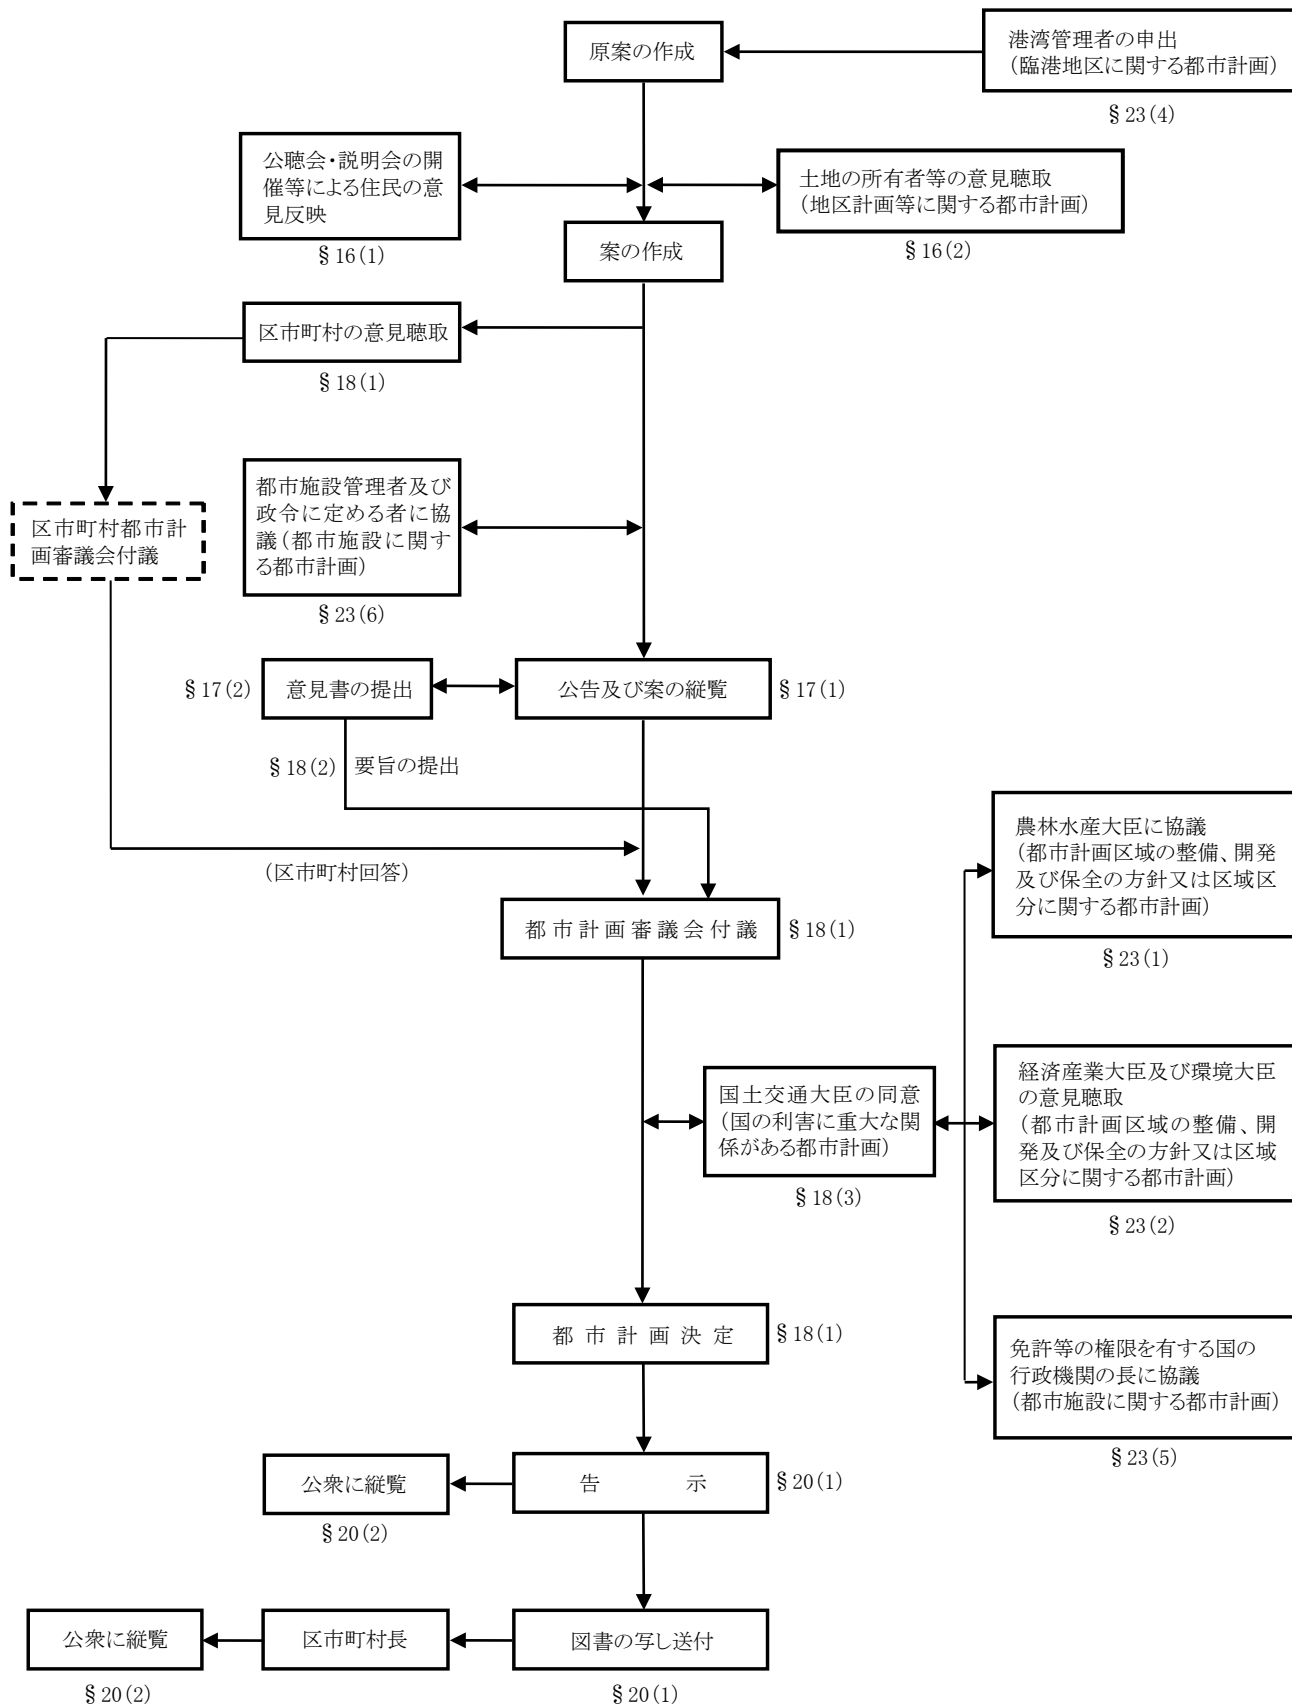 原案の作成
港湾管理者の申出
（臨港地区に関する都市計画）
§23(4)
公聴会・説明会の開
催等による住民の意
見反映
§16(1)
土地の所有者等の意見聴取
（地区計画等に関する都市計画）
§16(2)
案の作成
区市町村の意見聴取
§18(1)
都市施設管理者及び
政令に定める者に協
議（都市施設に関す
る都市計画）
§23(6)
区市町村都市計
画審議会付議
§17(2)
意見書の提出
公告及び案の縦覧
§17(1)
§18(2)
要旨の提出
（区市町村回答）
都市計画審議会付議
§18(1)
農林水産大臣に協議
（都市計画区域の整備、開発
及び保全の方針又は区域区
分に関する都市計画）
§23(1)
国土交通大臣の同意
（国の利害に重大な関
係がある都市計画）
§18(3)
経済産業大臣及び環境大臣
の意見聴取
（都市計画区域の整備、開
発及び保全の方針又は区域
区分に関する都市計画）
§23(2)
都市計画決定
§18(1)
免許等の権限を有する国の
行政機関の長に協議
（都市施設に関する都市計画）
§23(5)
公衆に縦覧
§20(2)
告示
§20(1)
公衆に縦覧
§20(2)
区市町村長
図書の写し送付
§20(1)